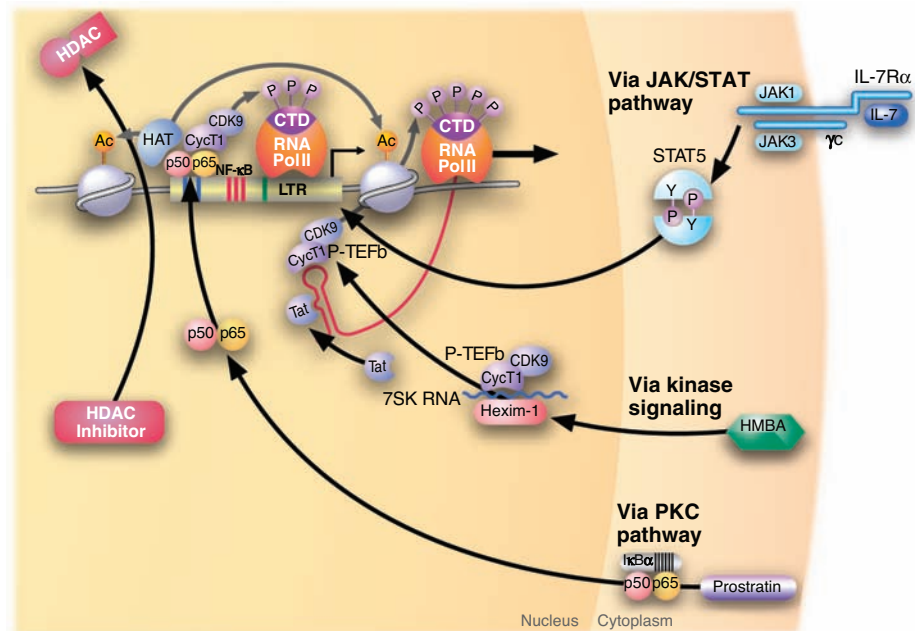 HDAC
Via JAK/STAT
pathway
IL-7Rα
JAK1
IL-7
JAK3
γc
STAT5
Y
P
P
Y
P
P
P
CTD
RNA
PolII
CDK9
CycT1
HAT
Ac
p50
p65
NF-κB
LTR
Ac
P
P
P
P
P
CTD
RNA
PolII
CDK9
CycT1
P-TEFb
Tat
Tat
p50
p65
P-TEFb
CDK9
CycT1
7SK RNA
Hexim-1
HDAC
Inhibitor
Via kinase
signaling
HMBA
Via PKC
pathway
IκBα
p50
p65
Prostratin
Nucleus
Cytoplasm